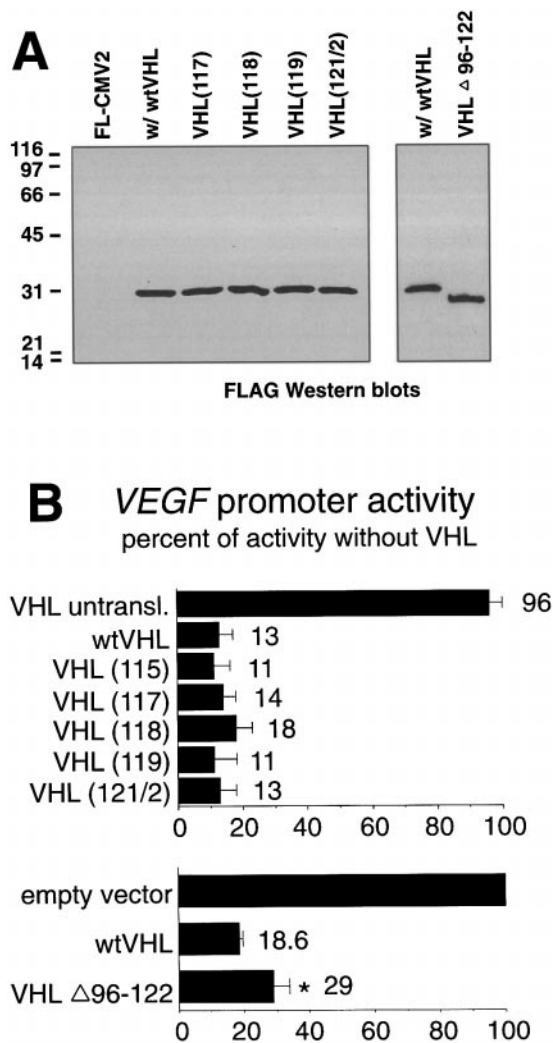 A
FL-CMV2
w/ wtVHL
VHL(117)
VHL(118)
VHL(119)
VHL(121/2)
w/ wtVHL
VHL △ 96-122
116
97
66
45
31
21
14
FLAG Western blots
B
VEGF promoter activity
percent of activity without VHL
VHL untransl. 96
wtVHL 13
VHL (115) 11
VHL (117) 14
VHL (118) 18
VHL (119) 11
VHL (121/2) 13
0 20 40 60 80 100
empty vector
wtVHL 18.6
VHL △96-122 * 29
0 20 40 60 80 100